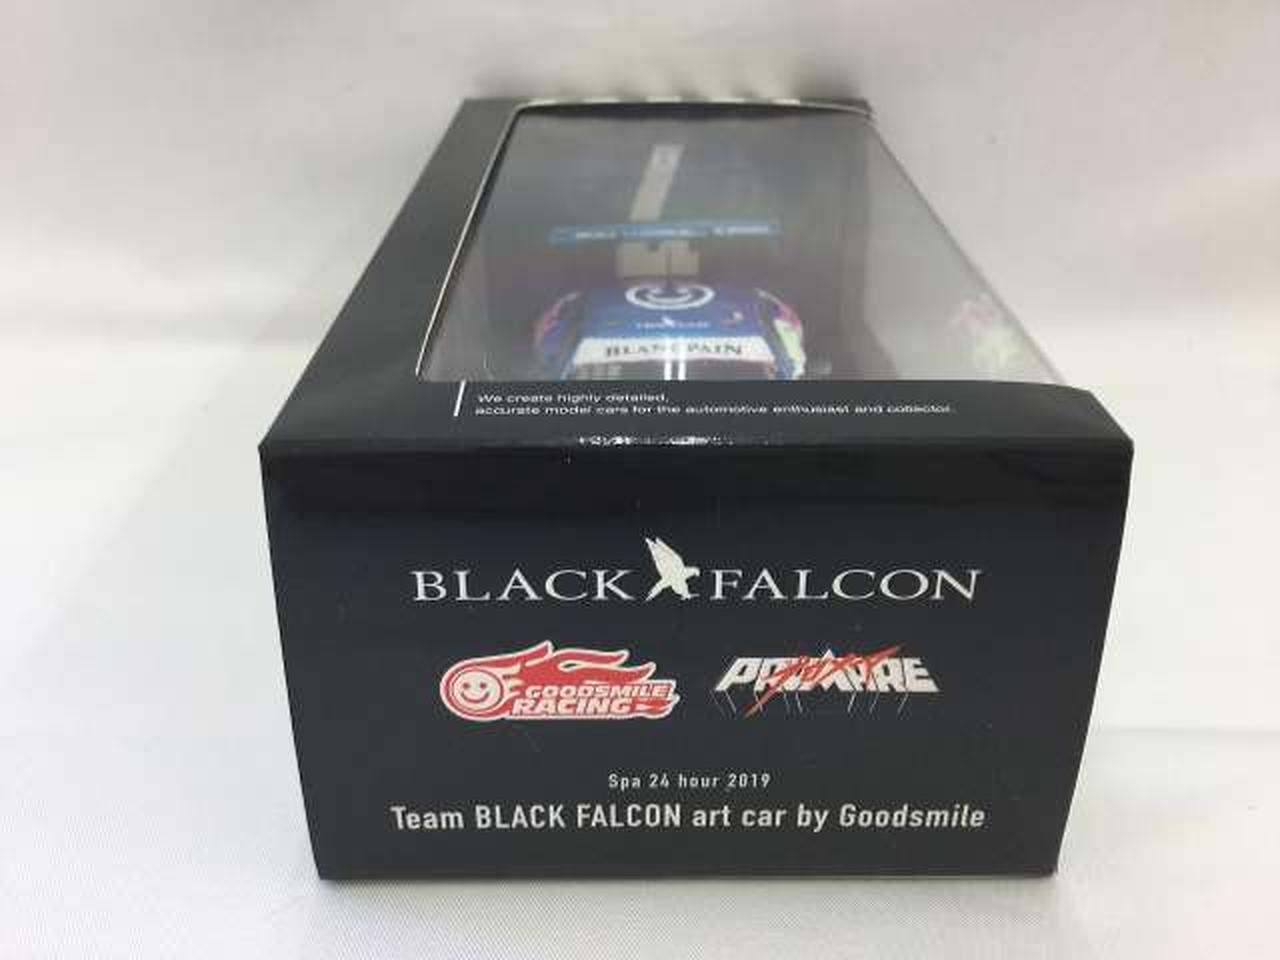 BLANCPAIN
We create highly detailed,
accurate model cars for the automotive enthusiast and collector.
BLACK FALCON
GOODSMILE
RACING
Spa 24 hour 2019
Team BLACK FALCON art car by Goodsmile